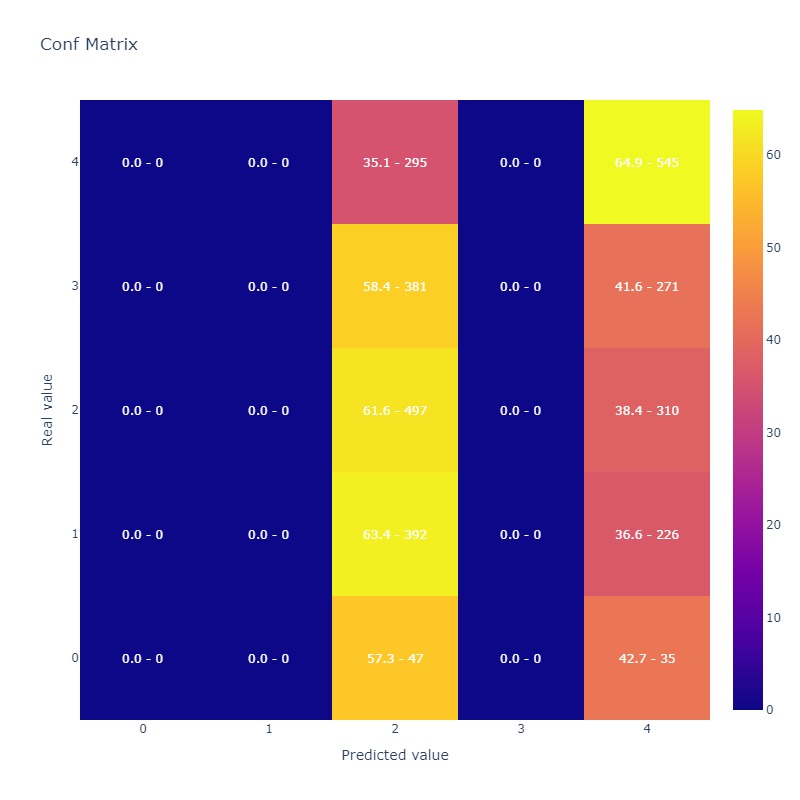 Conf Matrix
4 0.0 - 0 0.0 - 0 35.1 - 295 0.0 - 0 64.9 - 545
3 0.0 - 0 0.0 - 0 58.4 - 381 0.0 - 0 41.6 - 271
2 0.0 - 0 0.0 - 0 61.6 - 497 0.0 - 0 38.4 - 310
1 0.0 - 0 0.0 - 0 63.4 - 392 0.0 - 0 36.6 - 226
0 0.0 - 0 0.0 - 0 57.3 - 47 0.0 - 0 42.7 - 35
0 1 2 3 4
Predicted value
Real value
60
50
40
30
20
10
0